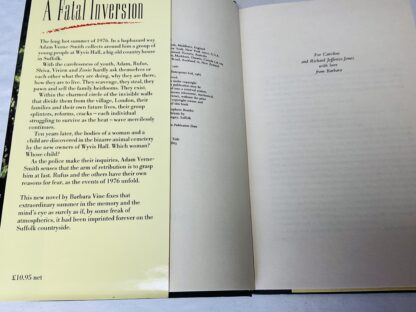 A Fatal Inversion
The long hot summer of 1976. In a haphazard way
Adam Verne-Smith collects around him a group of
young people at Wyvis Hall, a big old country house
in Suffolk.
With the carelessness of youth, Adam, Rufus,
Shiva, Vivien and Zosie hardly ask themselves or
each other what they are doing, why they are there,
how they are to live. They scavenge, they steal, they
pawn and sell the family heirlooms. They exist.
Within the charmed circle of the invisible walls
that divide them from the village, London, their
families and their own future lives, their group
splinters, reforms, cracks – each individual
struggling to survive as the heat-wave mercilessly
continues.
Ten years later, the bodies of a woman and a
child are discovered in the bizarre animal cemetery
by the new owners of Wyvis Hall. Which woman?
Whose child?
As the police make their inquiries, Adam Verne-
Smith senses that the arm of retribution is to grasp
him at last. Rufus and the others have their own
reasons for fear, as the events of 1976 unfold.
This new novel by Barbara Vine fixes that
extraordinary summer in the memory and the
mind's eye as surely as if, by some freak of
atmospherics, it had been imprinted forever on the
Suffolk countryside.
£10.95 net
For Caroline
and Richard Jefferiss Jones
with love
from Barbara